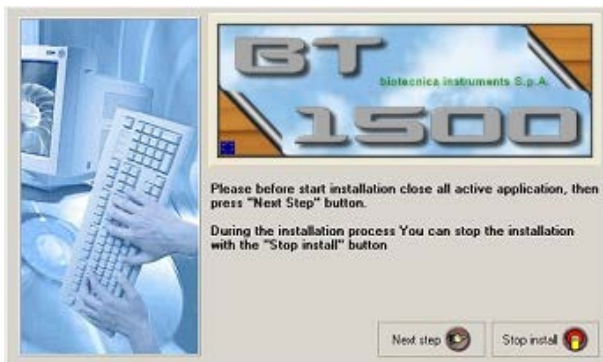 BT
biotecnica instruments S.p.A.
1500
Please before start installation close all active application, then
press "Next Step" button.
During the installation process You can stop the installation
with the "Stop install" button
Next step
Stop install